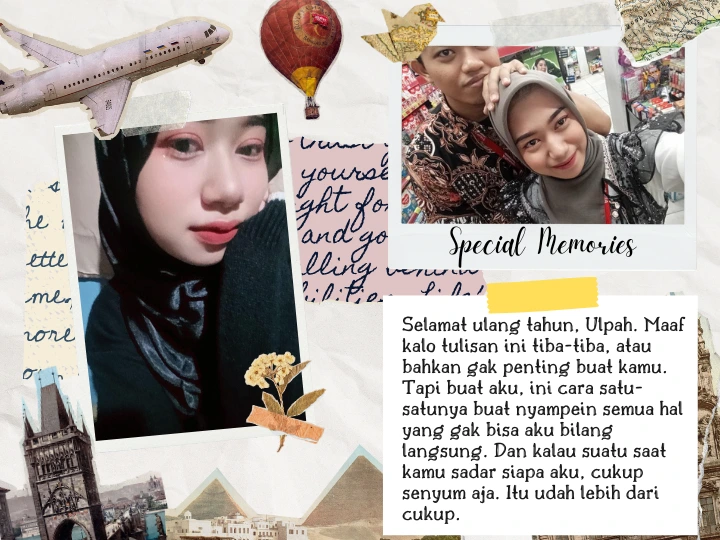 Special Memories
Selamat ulang tahun, Ulpah. Maaf
kalo tulisan ini tiba-tiba, atau
bahkan gak penting buat kamu.
Tapi buat aku, ini cara satu-
satunya buat nyampein semua hal
yang gak bisa aku bilang
langsung. Dan kalau suatu saat
kamu sadar siapa aku, cukup
senyum aja. Itu udah lebih dari
cukup.